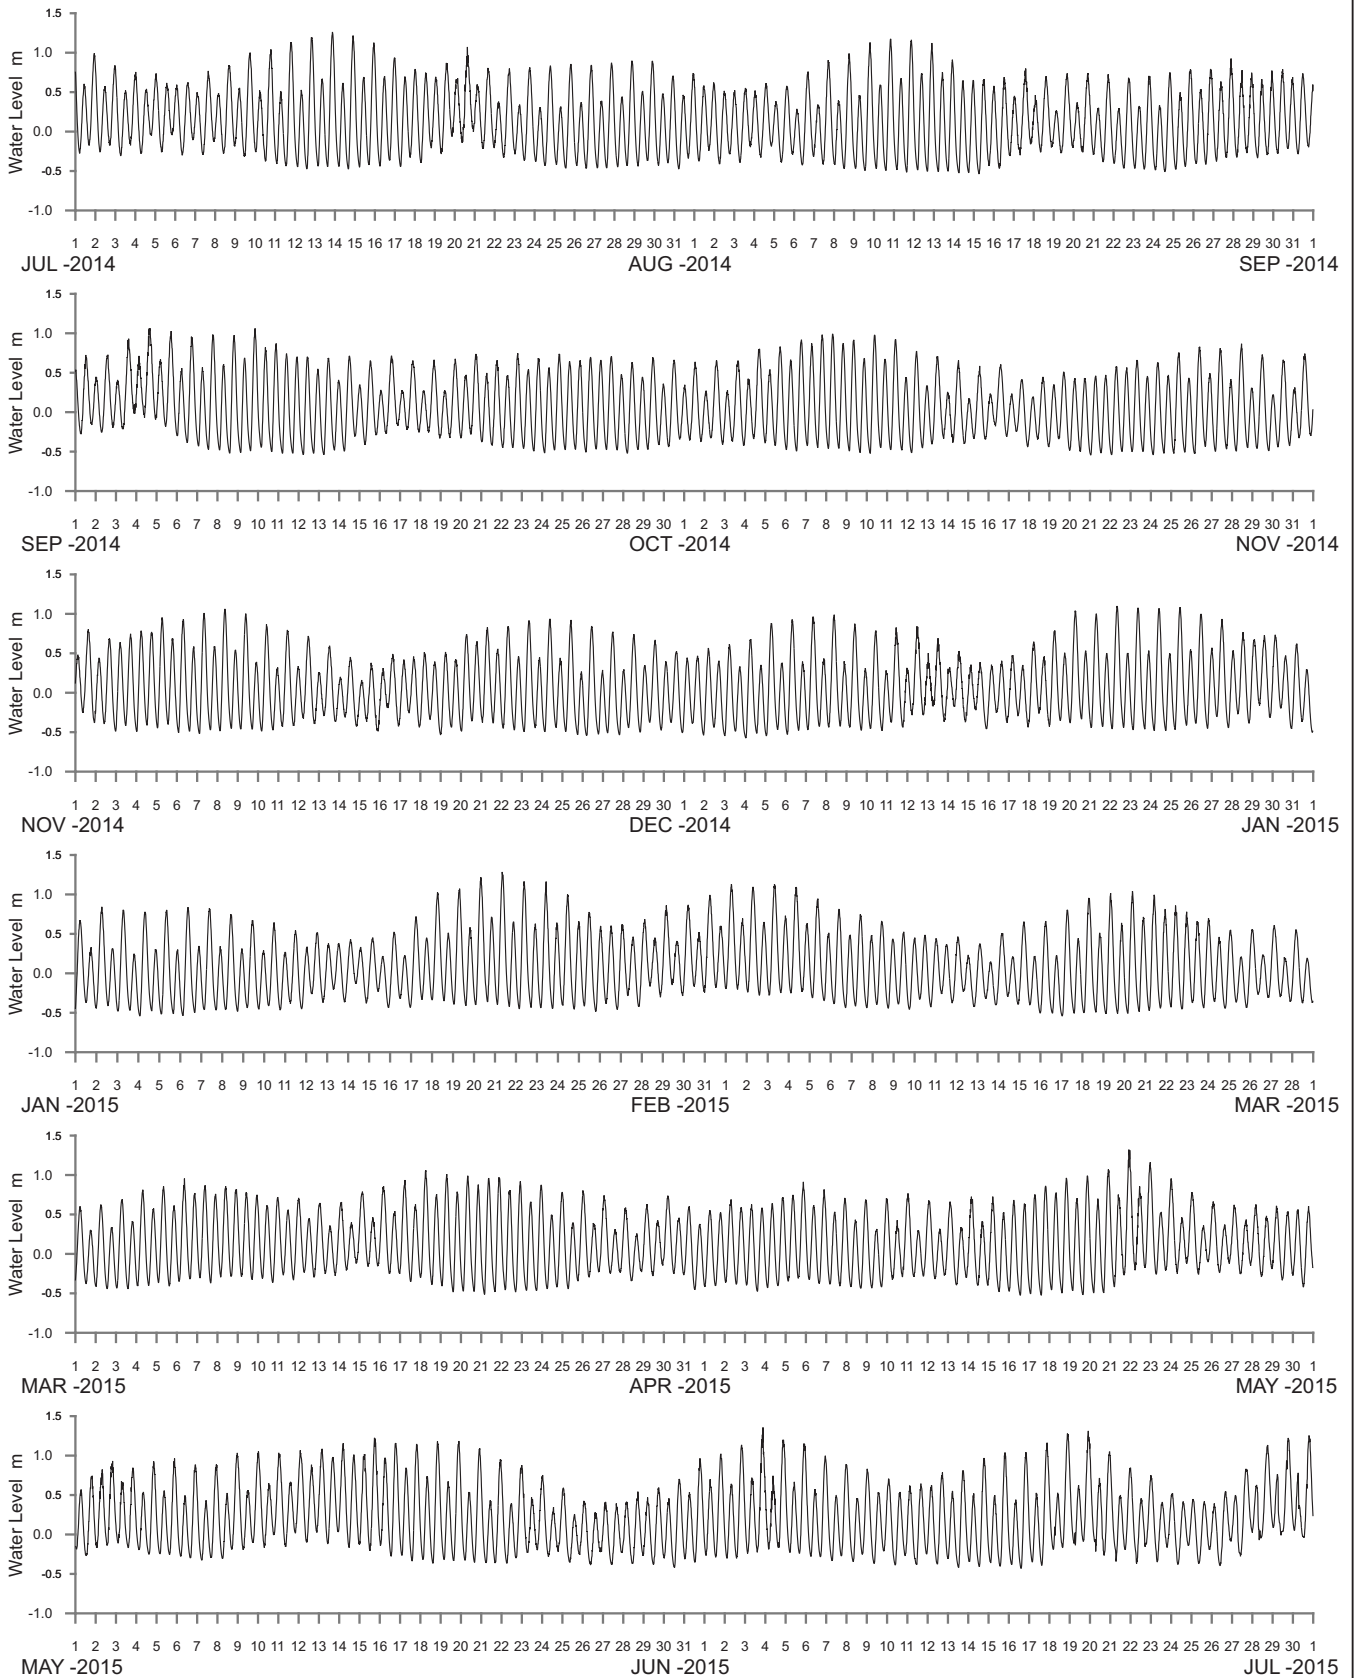 1.5
1.0
0.5
0.0
-0.5
-1.0
Water Level m
1 2 3 4 5 6 7 8 9 10 11 12 13 14 15 16 17 18 19 20 21 22 23 24 25 26 27 28 29 30 31 1 2 3 4 5 6 7 8 9 10 11 12 13 14 15 16 17 18 19 20 21 22 23 24 25 26 27 28 29 30 31 1
JUL -2014 AUG -2014 SEP -2014
1.5
1.0
0.5
0.0
-0.5
-1.0
Water Level m
1 2 3 4 5 6 7 8 9 10 11 12 13 14 15 16 17 18 19 20 21 22 23 24 25 26 27 28 29 30 1 2 3 4 5 6 7 8 9 10 11 12 13 14 15 16 17 18 19 20 21 22 23 24 25 26 27 28 29 30 31 1
SEP -2014 OCT -2014 NOV -2014
1.5
1.0
0.5
0.0
-0.5
-1.0
Water Level m
1 2 3 4 5 6 7 8 9 10 11 12 13 14 15 16 17 18 19 20 21 22 23 24 25 26 27 28 29 30 1 2 3 4 5 6 7 8 9 10 11 12 13 14 15 16 17 18 19 20 21 22 23 24 25 26 27 28 29 30 31 1
NOV -2014 DEC -2014 JAN -2015
1.5
1.0
0.5
0.0
-0.5
-1.0
Water Level m
1 2 3 4 5 6 7 8 9 10 11 12 13 14 15 16 17 18 19 20 21 22 23 24 25 26 27 28 29 30 31 1 2 3 4 5 6 7 8 9 10 11 12 13 14 15 16 17 18 19 20 21 22 23 24 25 26 27 28 1
JAN -2015 FEB -2015 MAR -2015
1.5
1.0
0.5
0.0
-0.5
-1.0
Water Level m
1 2 3 4 5 6 7 8 9 10 11 12 13 14 15 16 17 18 19 20 21 22 23 24 25 26 27 28 29 30 31 1 2 3 4 5 6 7 8 9 10 11 12 13 14 15 16 17 18 19 20 21 22 23 24 25 26 27 28 29 30 1
MAR -2015 APR -2015 MAY -2015
1.5
1.0
0.5
0.0
-0.5
-1.0
Water Level m
1 2 3 4 5 6 7 8 9 10 11 12 13 14 15 16 17 18 19 20 21 22 23 24 25 26 27 28 29 30 31 1 2 3 4 5 6 7 8 9 10 11 12 13 14 15 16 17 18 19 20 21 22 23 24 25 26 27 28 29 30 1
MAY -2015 JUN -2015 JUL -2015